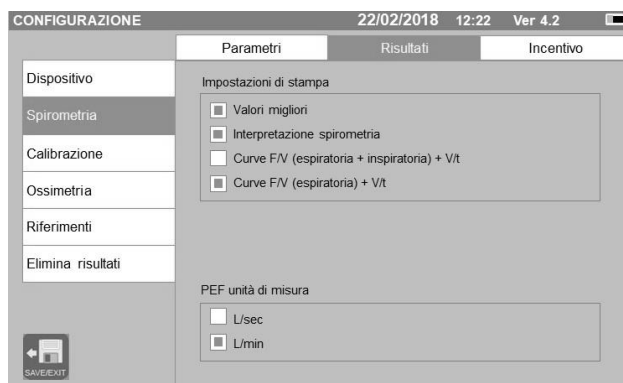 CONFIGURAZIONE 22/02/2018 12:22 Ver 4.2
Parametri Risultati Incentivo
Dispositivo
Spirometria
Calibrazione
Ossimetria
Riferimenti
Elimina risultati
Impostazioni di stampa
Valori migliori
Interpretazione spirometria
Curve F/V (espiratoria + inspiratoria) + V/t
Curve F/V (espiratoria) + V/t
PEF unità di misura
L/sec
L/min
SAVE/EXIT